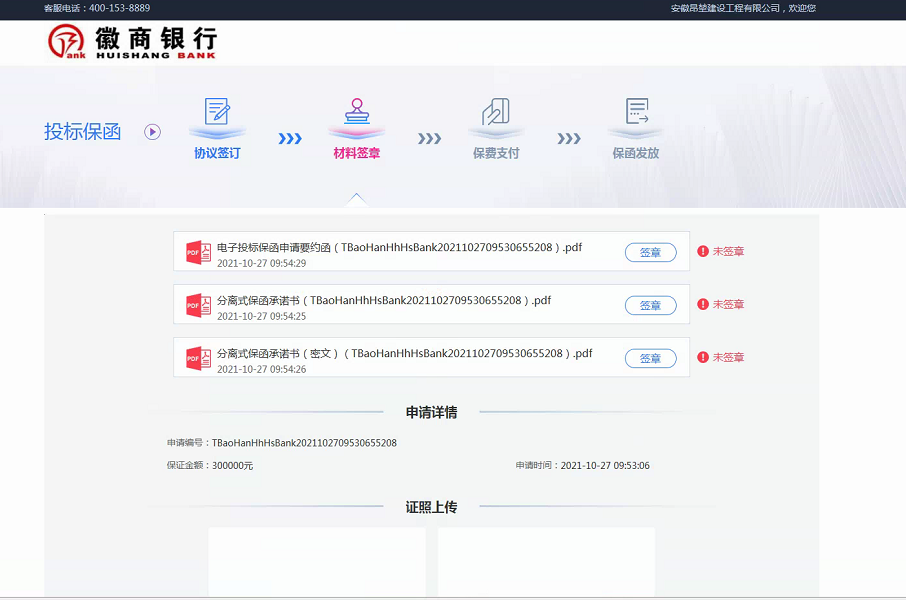 客服电话：400-153-8889
安徽昂堃建设工程有限公司，欢迎您
徽商银行
HUISHANG BANK
投标保函
协议签订
材料签章
保费支付
保函发放
电子投标保函申请要约函（TBaoHanHhHsBank2021102709530655208）.pdf
2021-10-27 09:54:29
签章
未签章
分离式保函承诺书（TBaoHanHhHsBank2021102709530655208）.pdf
2021-10-27 09:54:25
签章
未签章
分离式保函承诺书（密文）（TBaoHanHhHsBank2021102709530655208）.pdf
2021-10-27 09:54:26
签章
未签章
申请详情
申请编号：TBaoHanHhHsBank2021102709530655208
保证金额：300000元
申请时间：2021-10-27 09:53:06
证照上传